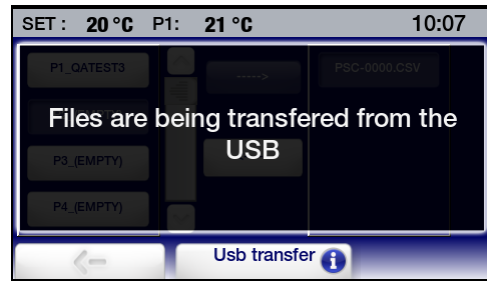 SET : 20 °C P1: 21 °C 10:07
P1_QATEST3
----->
PSC-0000.CSV
Files are being transfered from the
USB
P3_(EMPTY)
P4_(EMPTY)
Usb transfer